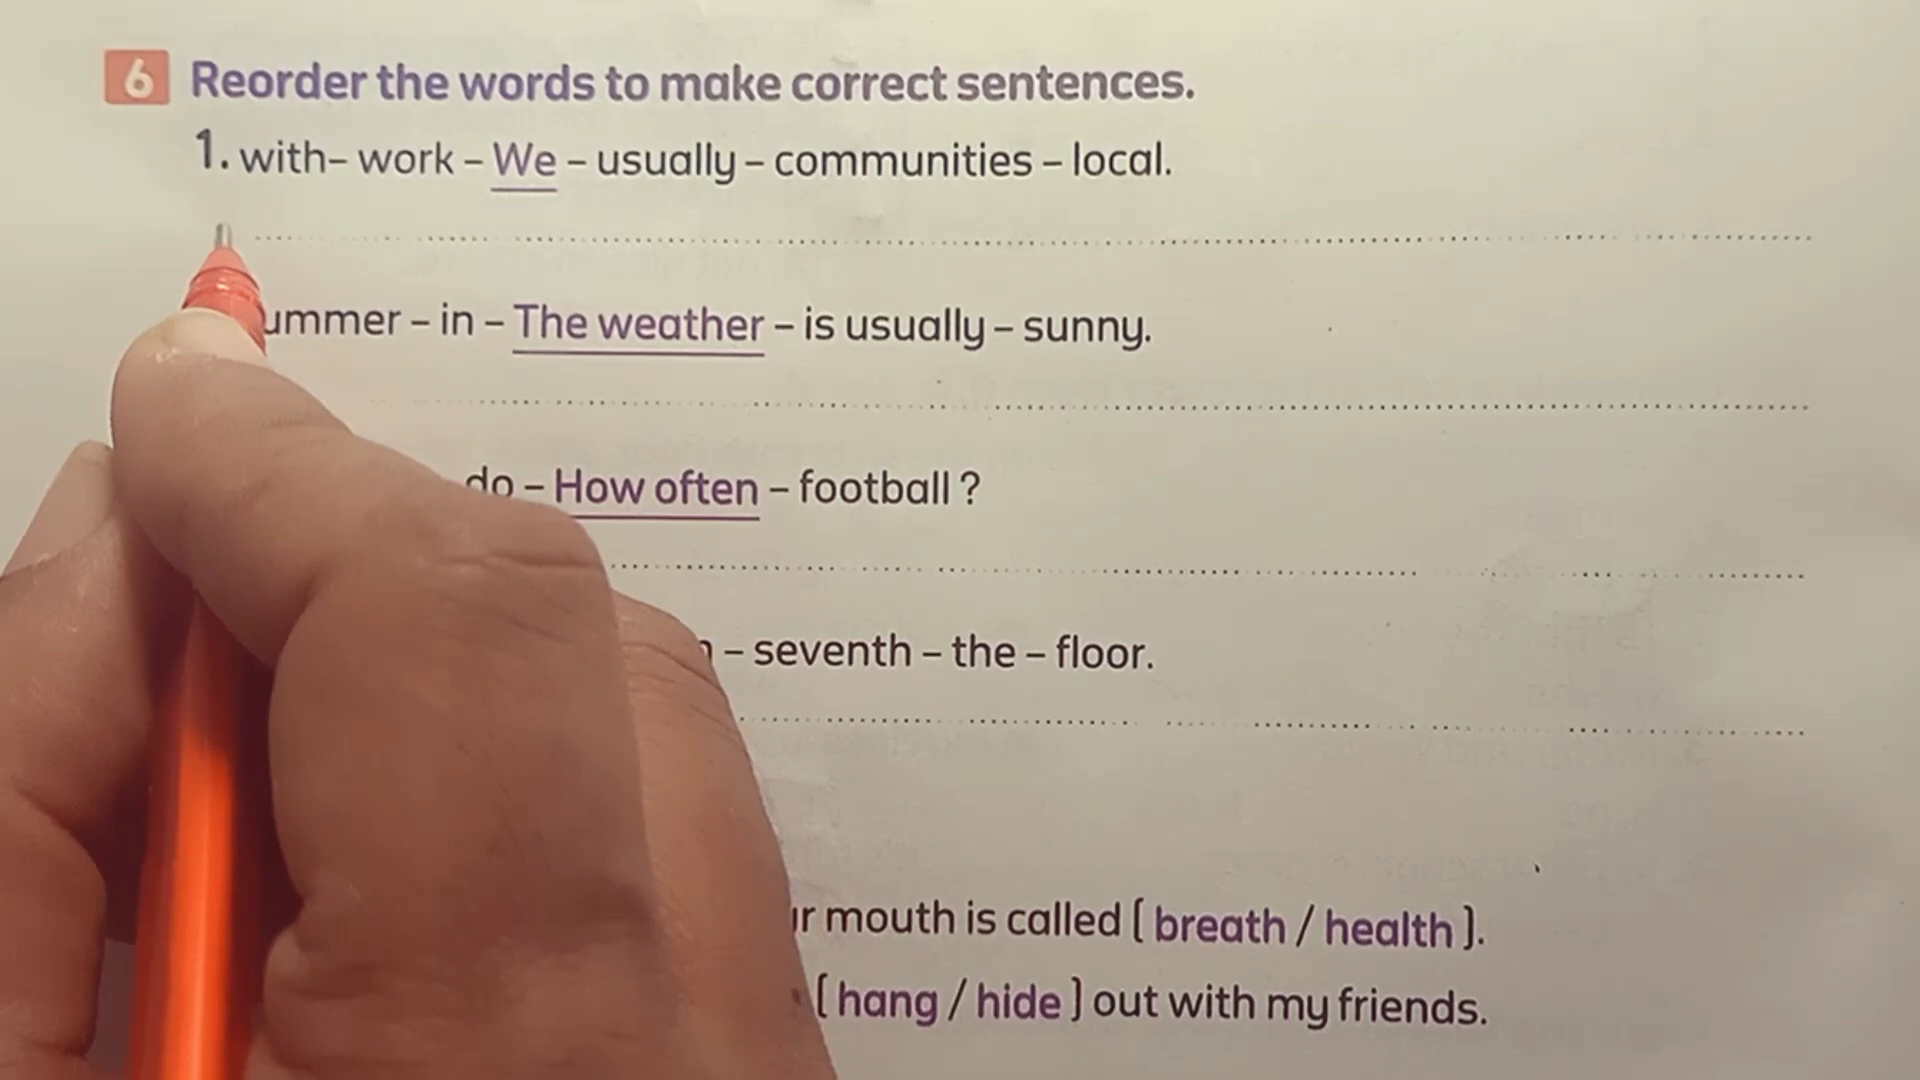 6 Reorder the words to make correct sentences.
1. with– work – We – usually – communities – local.
– in – The weather – is usually – sunny.
do – How often – football ?
– seventh – the – floor.
mouth is called ( breath / health ).
( hang / hide ) out with my friends.